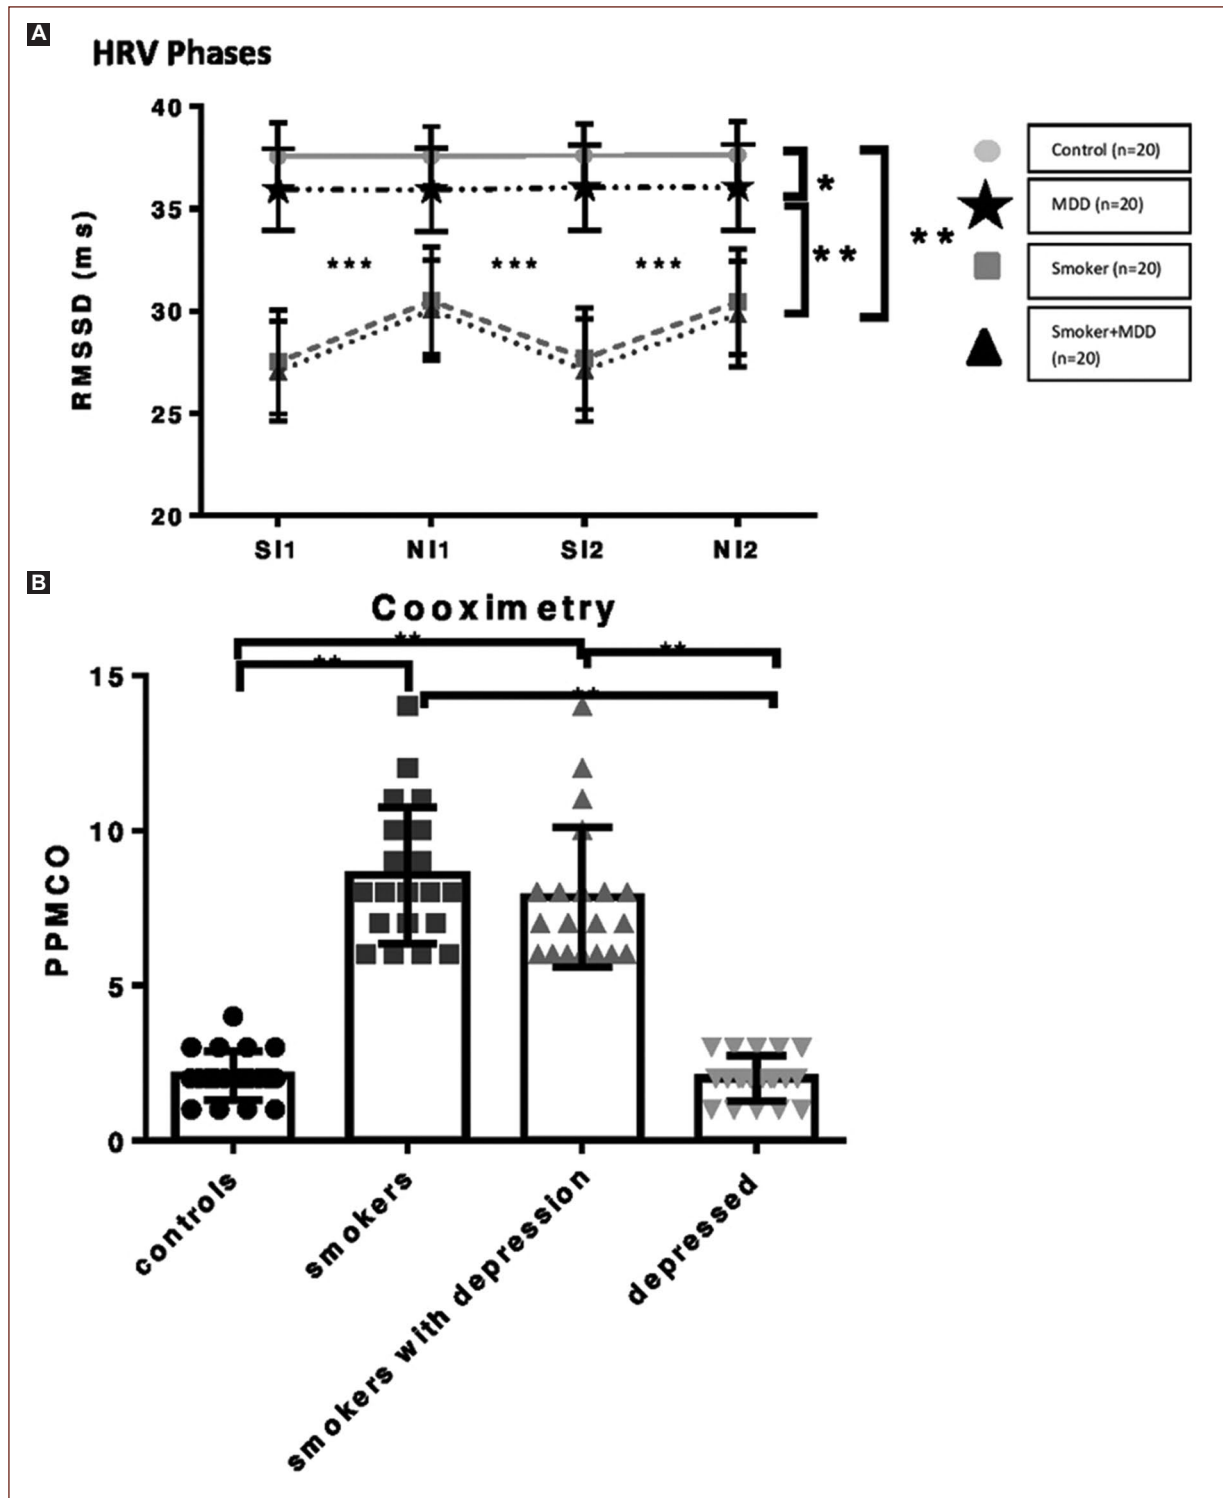 A
HRV Phases
40
35
30
25
20
RMSSD (ms)
*
**
**
*** *** ***
SI1 NI1 SI2 NI2
Control (n=20)
MDD (n=20)
Smoker (n=20)
Smoker+MDD
(n=20)
B
Cooximetry
** **
** **
15
10
5
0
PPMCO
controls
smokers
smokers with depression
depressed